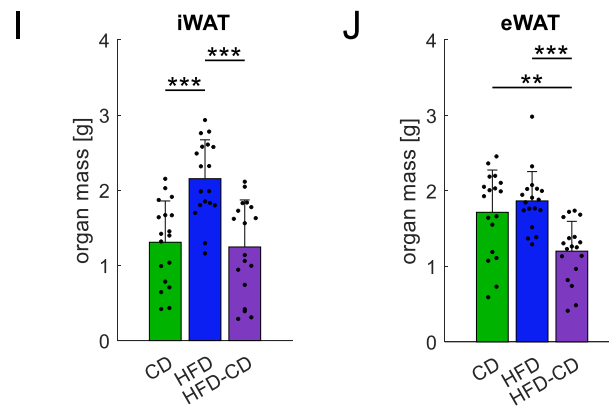 I
iWAT
organ mass [g]
4
3
2
1
0
***
***
CD
HFD
HFD-CD
J
eWAT
organ mass [g]
4
3
2
1
0
***
**
CD
HFD
HFD-CD